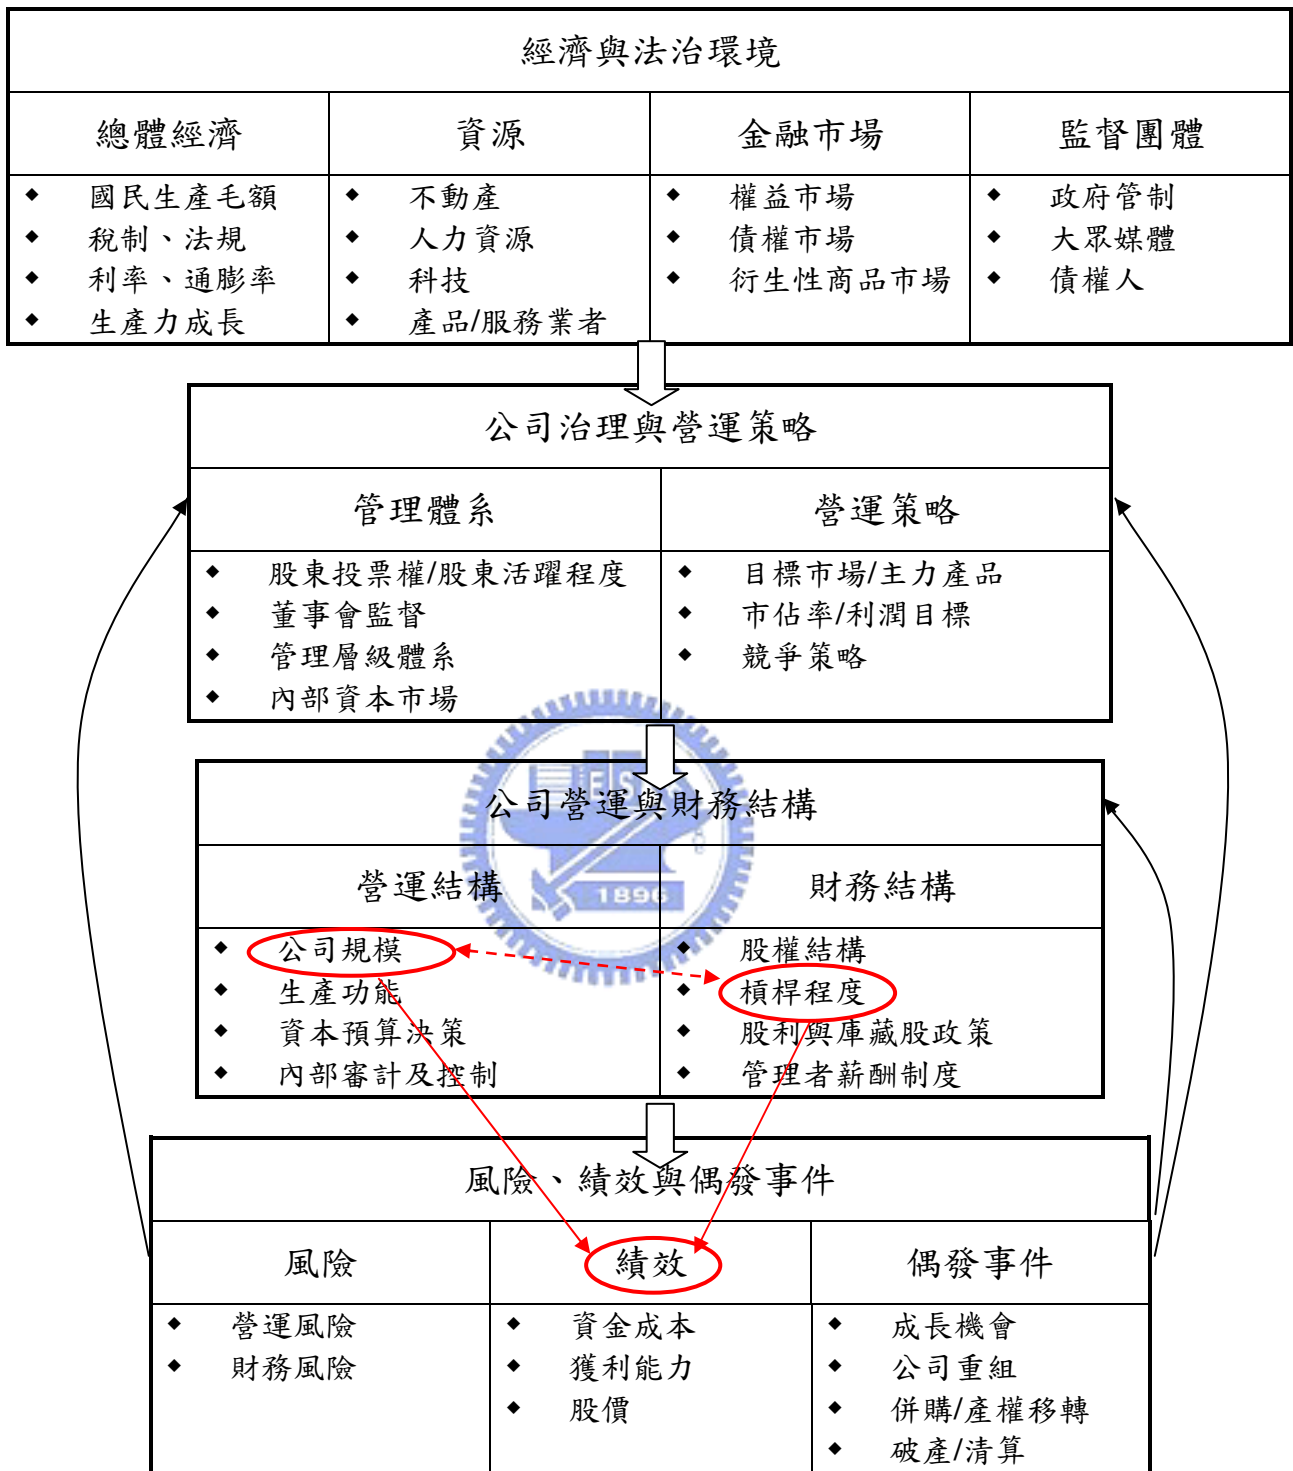 經濟與法治環境
總體經濟
資源
金融市場
監督團體
◆ 國民生產毛額
◆ 稅制、法規
◆ 利率、通膨率
◆ 生產力成長
◆ 不動產
◆ 人力資源
◆ 科技
◆ 產品/服務業者
◆ 權益市場
◆ 債權市場
◆ 衍生性商品市場
◆ 政府管制
◆ 大眾媒體
◆ 債權人
公司治理與營運策略
管理體系
營運策略
◆ 股東投票權/股東活躍程度
◆ 董事會監督
◆ 管理層級體系
◆ 內部資本市場
◆ 目標市場/主力產品
◆ 市佔率/利潤目標
◆ 競爭策略
公司營運與財務結構
營運結構
財務結構
◆ 公司規模
◆ 生產功能
◆ 資本預算決策
◆ 內部審計及控制
◆ 股權結構
◆ 槓桿程度
◆ 股利與庫藏股政策
◆ 管理者薪酬制度
ES
1896
風險、績效與偶發事件
風險
績效
偶發事件
◆ 營運風險
◆ 財務風險
◆ 資金成本
◆ 獲利能力
◆ 股價
◆ 成長機會
◆ 公司重組
◆ 併購/產權移轉
◆ 破產/清算